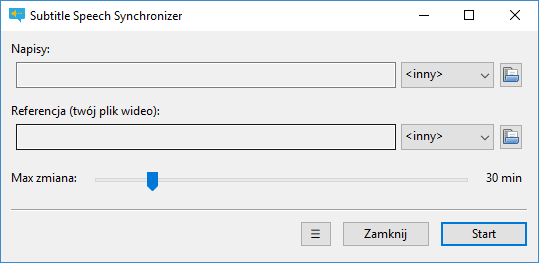 Subtitle Speech Synchronizer
Napisy:
<inny>
Referencja (twój plik wideo):
<inny>
Max zmiana: 30 min
Zamknij Start